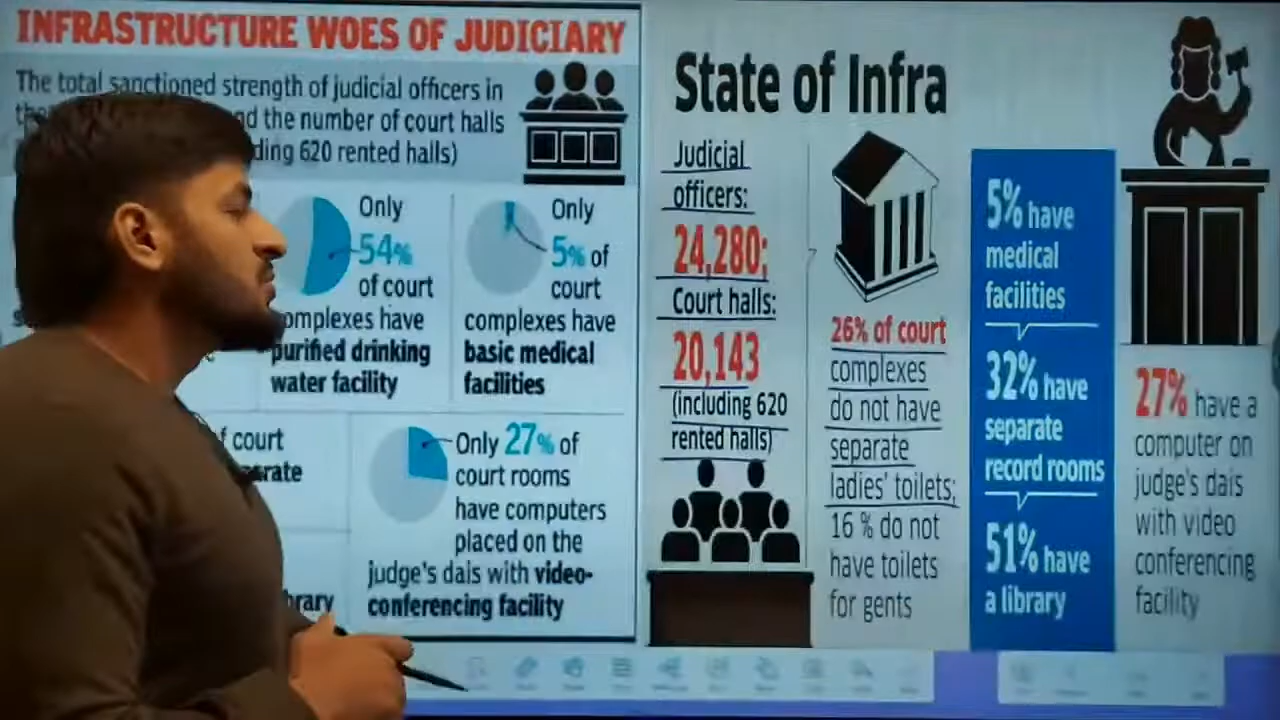 INFRASTRUCTURE WOES OF JUDICIARY
The total sanctioned strength of judicial officers in
the number of court halls
620 rented halls)
Only
54%
of court
complexes have
purified drinking
water facility
Only
5% of
court
complexes have
basic medical
facilities
of court
Only 27% of
court rooms
have computers
placed on the
judge's dais with video-
conferencing facility
State of Infra
Judicial
officers:
24,280;
Court halls:
20,143
(including 620
rented halls)
26% of court
complexes
do not have
separate
ladies' toilets;
16 % do not
have toilets
for gents
5% have
medical
facilities
32% have
separate
record rooms
51% have
a library
27% have a
computer on
judge's dais
with video
conferencing
facility